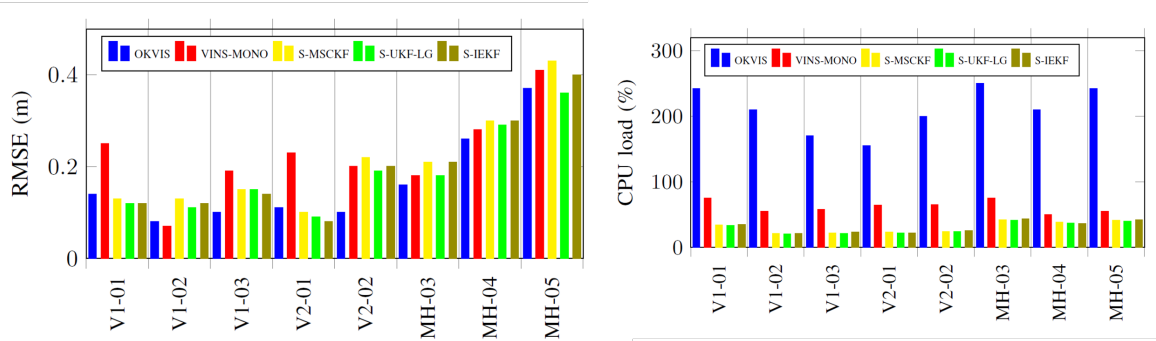 OKVIS VINS-MONO S-MSCKF S-UKF-LG S-IEKF
RMSE (m)
0.4
0.2
0
V1-01 V1-02 V1-03 V2-01 V2-02 MH-03 MH-04 MH-05
OKVIS VINS-MONO S-MSCKF S-UKF-LG S-IEKF
CPU load (%)
300
200
100
0
V1-01 V1-02 V1-03 V2-01 V2-02 MH-03 MH-04 MH-05